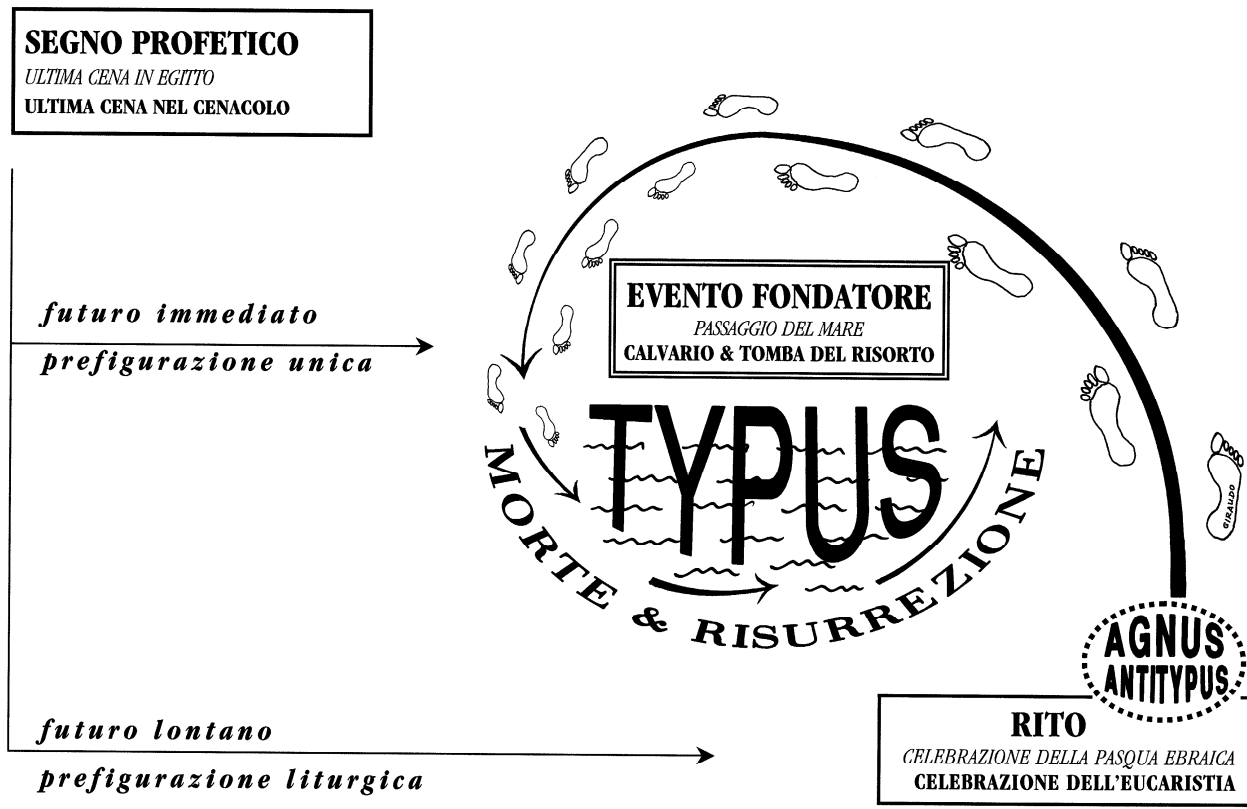 SEGNO PROFETICO
ULTIMA CENA IN EGITTO
ULTIMA CENA NEL CENACOLO
futuro immediato
prefigurazione unica
EVENTO FONDATORE
PASSAGGIO DEL MARE
CALVARIO & TOMBA DEL RISORTO
TYPUS
MORTE & RISURREZIONE
GIRAUDO
AGNUS
ANTITYPUS
futuro lontano
prefigurazione liturgica
RITO
CELEBRAZIONE DELLA PASQUA EBRAICA
CELEBRAZIONE DELL'EUCARISTIA